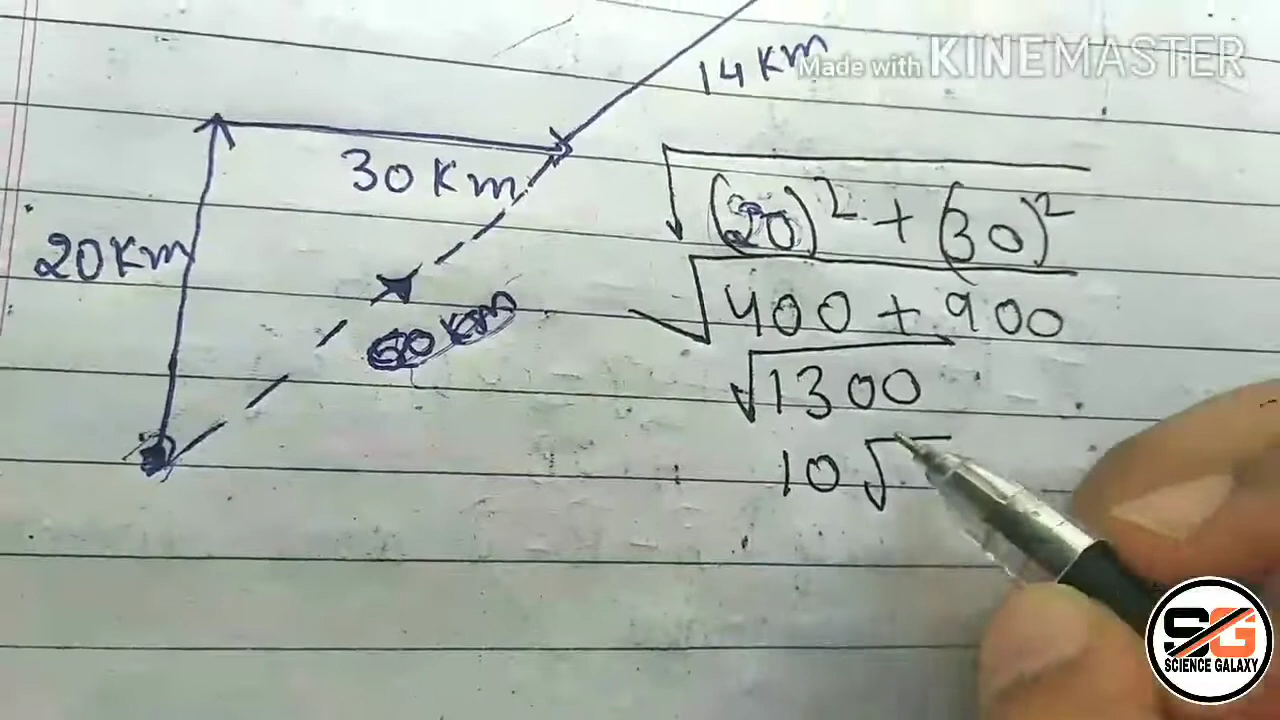 14 Km
Made with KINEMASTER
30 Km
20 Km
√(20)² + (30)²
√400 + 900
√1300
10√
SG
SCIENCE GALAXY